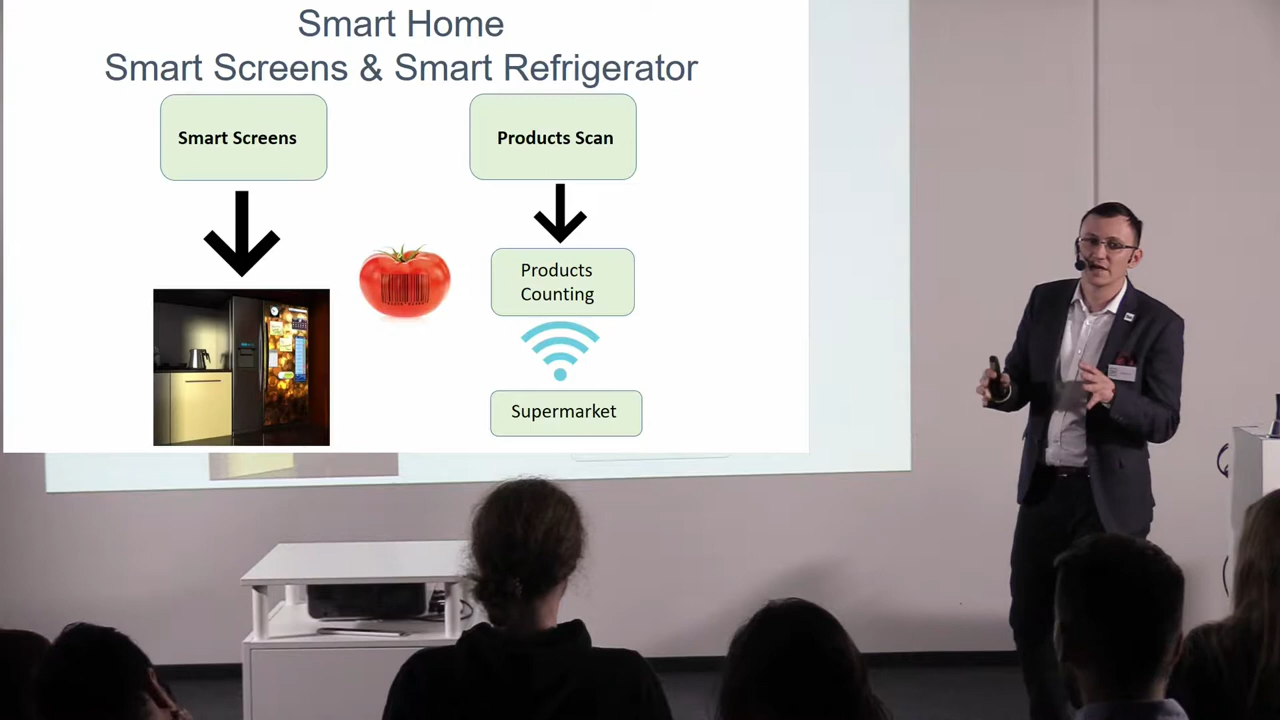 Smart Home
Smart Screens & Smart Refrigerator
Smart Screens
Products Scan
Products
Counting
Supermarket